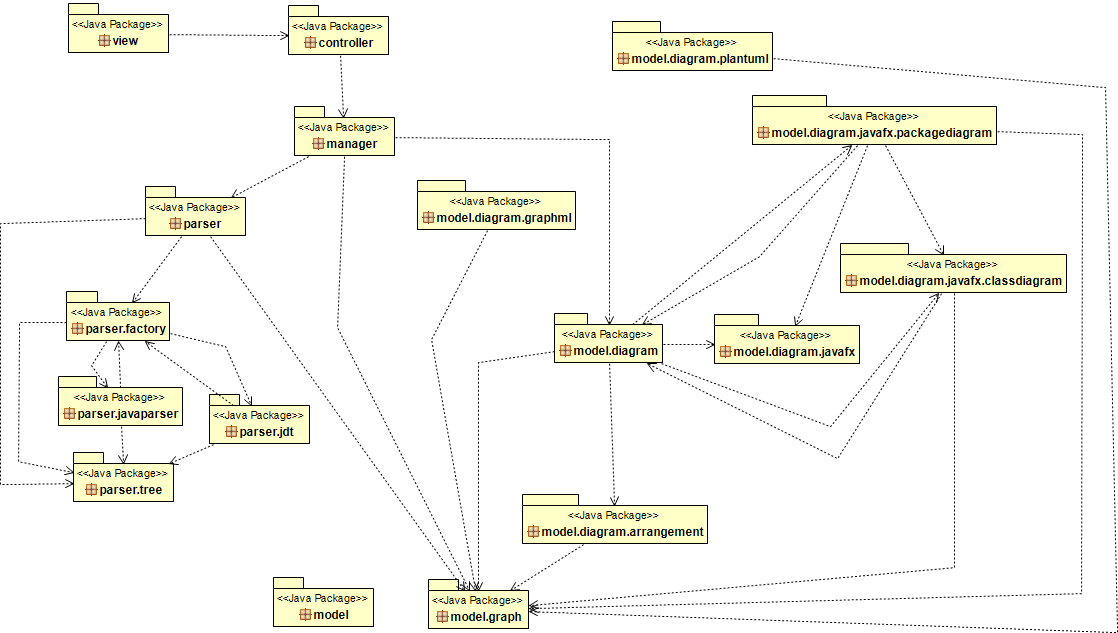 <<Java Package>>
view
<<Java Package>>
controller
<<Java Package>>
model.diagram.plantuml
<<Java Package>>
model.diagram.javafx.packagediagram
<<Java Package>>
manager
<<Java Package>>
parser
<<Java Package>>
model.diagram.graphml
<<Java Package>>
model.diagram.javafx.classdiagram
<<Java Package>>
parser.factory
<<Java Package>>
model.diagram
<<Java Package>>
model.diagram.javafx
<<Java Package>>
parser.javaparser
<<Java Package>>
parser.jdt
<<Java Package>>
parser.tree
<<Java Package>>
model.diagram.arrangement
<<Java Package>>
model
<<Java Package>>
model.graph